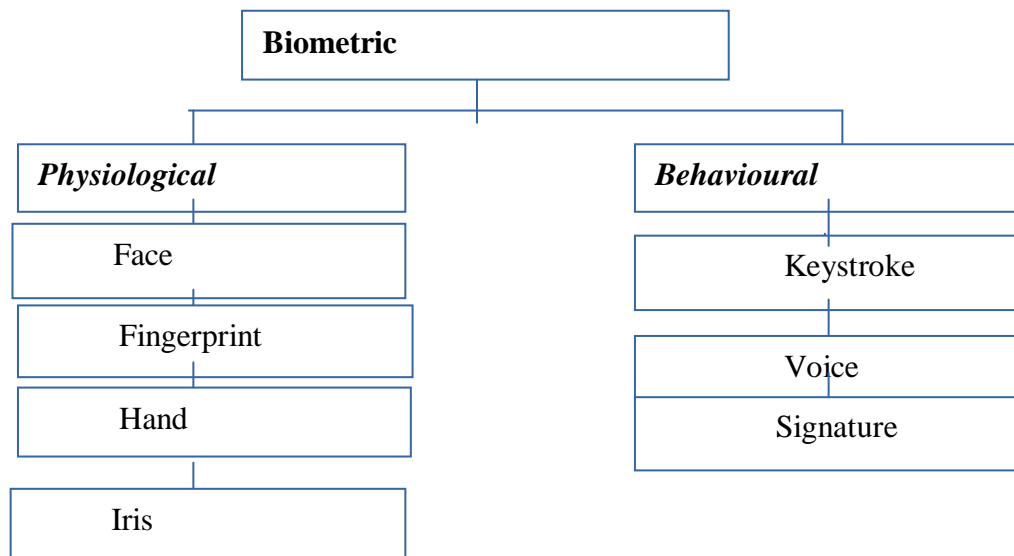 Biometric
Physiological
Behavioural
Face
Keystroke
Fingerprint
Voice
Hand
Signature
Iris